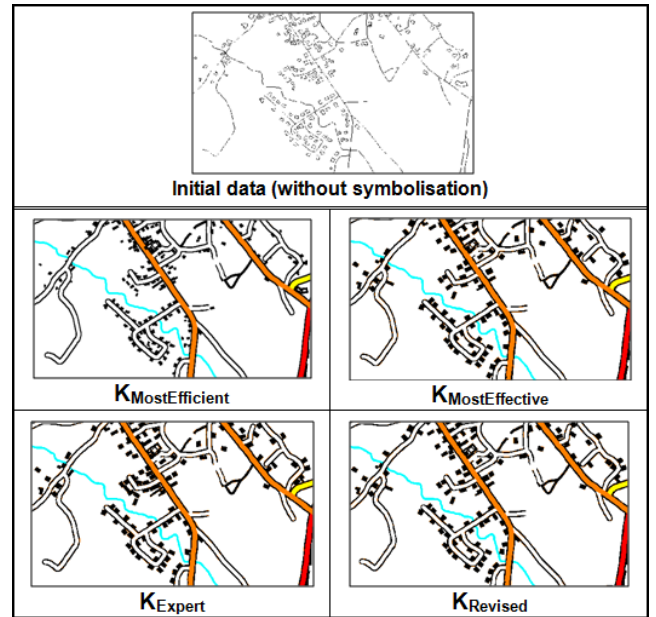 Initial data (without symbolisation)
KMostEfficient
KMostEffective
KExpert
KRevised